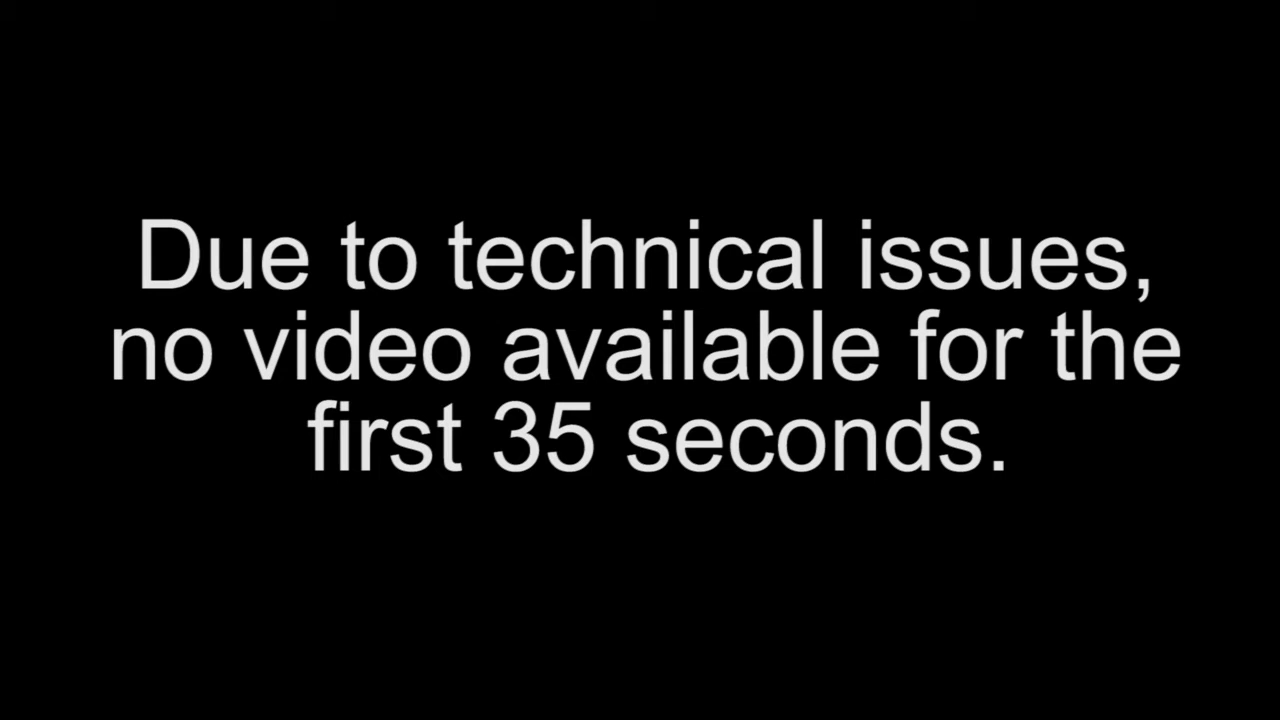 Due to technical issues,
no video available for the
first 35 seconds.